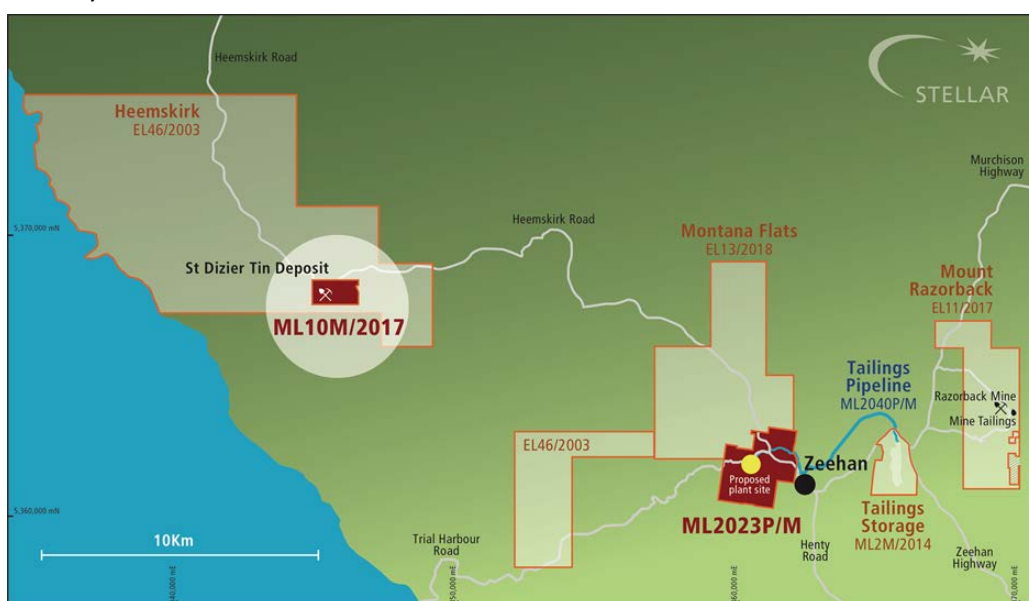 STELLAR
Heemskirk Road
Heemskirk
EL46/2003
Murchison
Highway
5,370,000 mN
Heemskirk Road
Montana Flats
EL13/2018
St Dizier Tin Deposit
Mount
Razorback
EL11/2017
ML10M/2017
Tailings
Pipeline
ML2040P/M
Razorback Mine
Mine Tailings
EL46/2003
Zeehan
Proposed
plant site
5,360,000 mN
ML2023P/M
Tailings
Storage
ML2M/2014
10Km
Trial Harbour
Road
Henty
Road
Zeehan
Highway